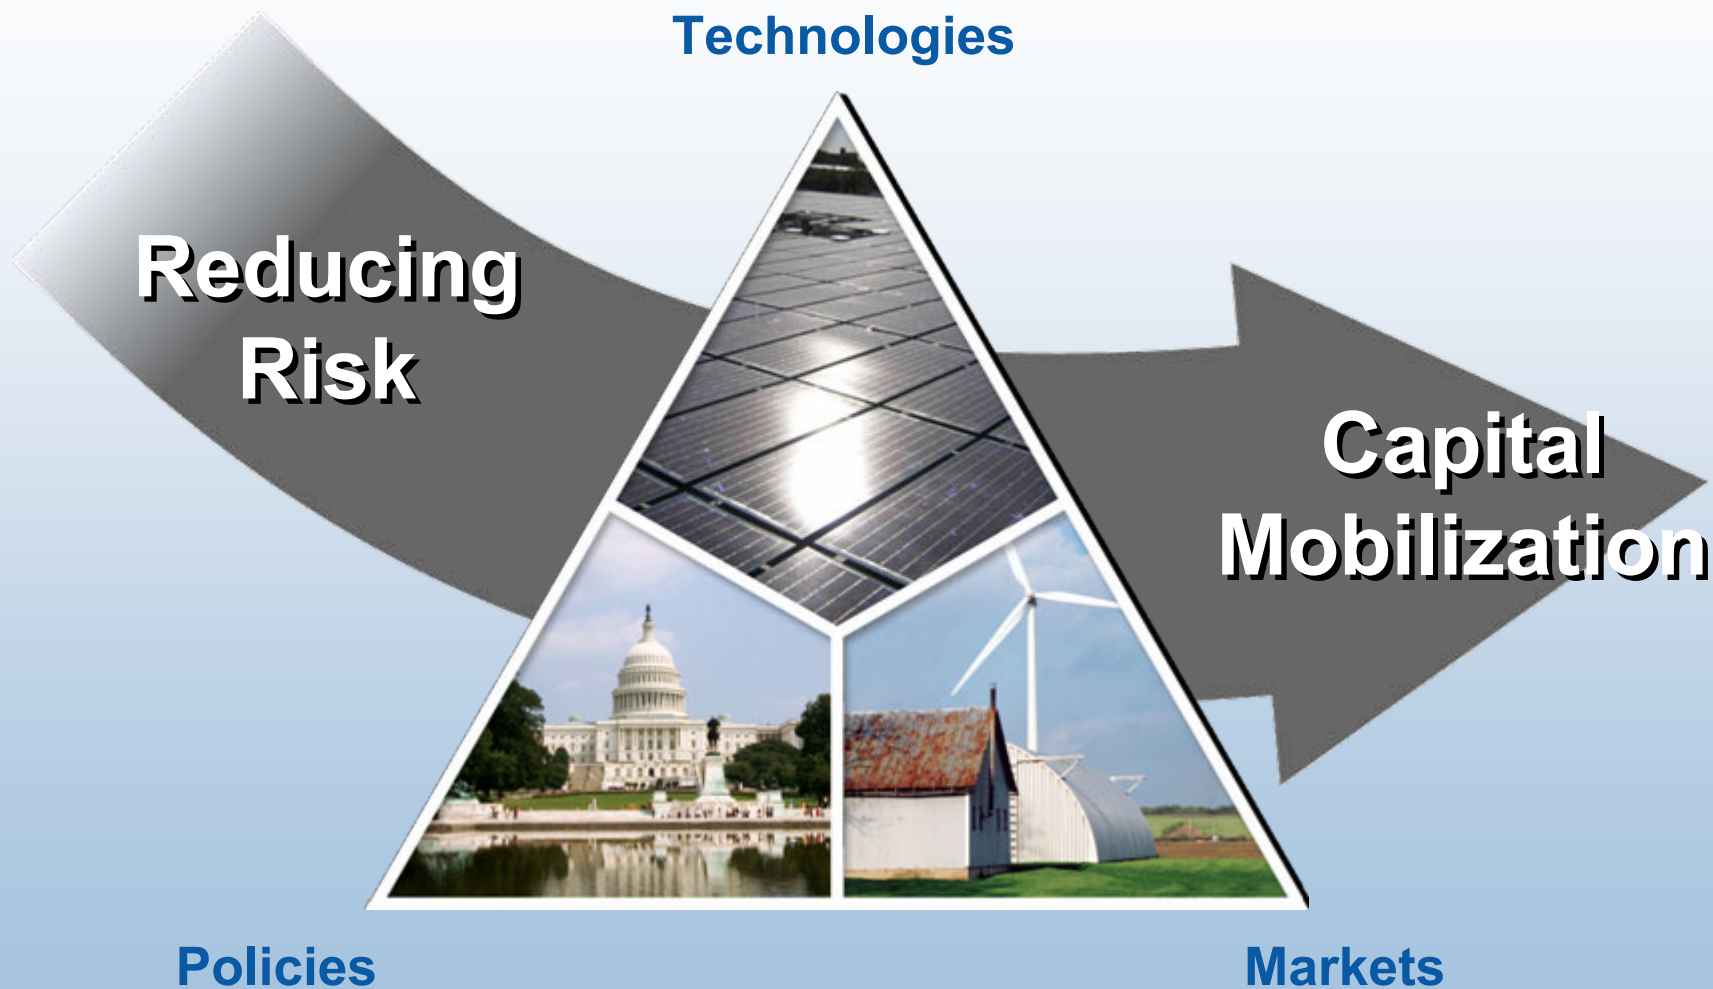 Technologies
Reducing
Risk
Capital
Mobilization
Policies
Markets